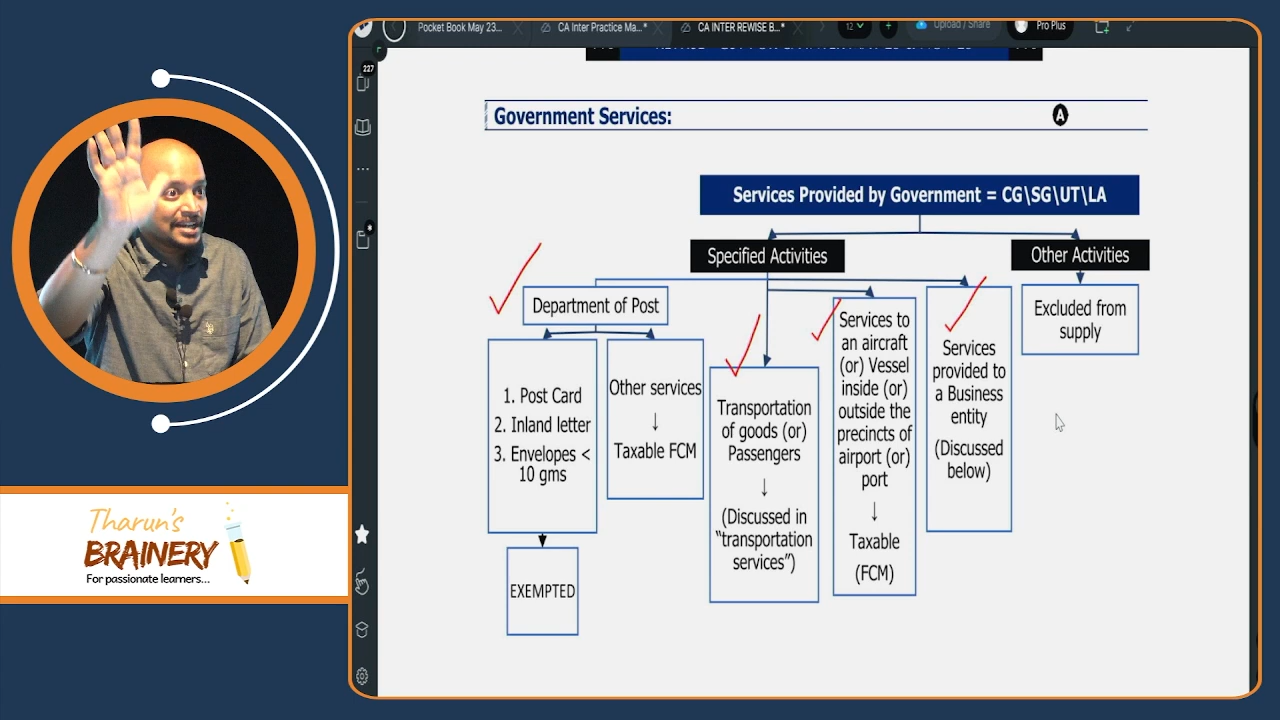 Pocket Book May 23...
CA Inter Practice Ma...*
CA INTER REWISE B...*
12
Upload / Share
Pro Plus
227
Government Services:
A
Services Provided by Government = CG\SG\UT\LA
Specified Activities
Other Activities
Department of Post
Excluded from
supply
1. Post Card
2. Inland letter
3. Envelopes <
10 gms
EXEMPTED
Other services
↓
Taxable FCM
Transportation
of goods (or)
Passengers
↓
(Discussed in
"transportation
services")
Services to
an aircraft
(or) Vessel
inside (or)
outside the
precincts of
airport (or)
port
↓
Taxable
(FCM)
Services
provided to
a Business
entity
(Discussed
below)
Tharun's
BRAINERY
For passionate learners...